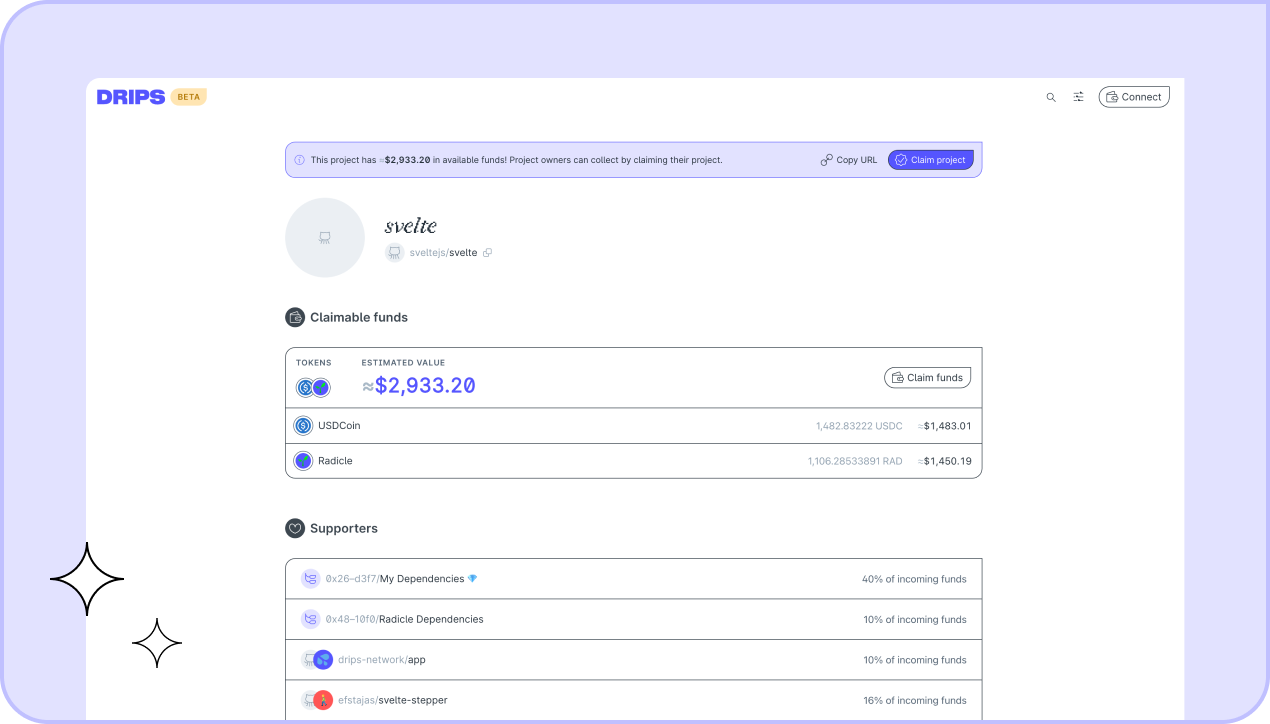 DRIPS BETA
Connect
This project has ≈$2,933.20 in available funds! Project owners can collect by claiming their project.
Copy URL
Claim project
svelte
sveltejs/svelte
Claimable funds
TOKENS
ESTIMATED VALUE
≈$2,933.20
Claim funds
USDCoin 1,482.83222 USDC ≈$1,483.01
Radicle 1,106.28533891 RAD ≈$1,450.19
Supporters
0x26–d3f7/My Dependencies 💎 40% of incoming funds
0x48–10f0/Radicle Dependencies 10% of incoming funds
drips-network/app 10% of incoming funds
efstajas/svelte-stepper 16% of incoming funds